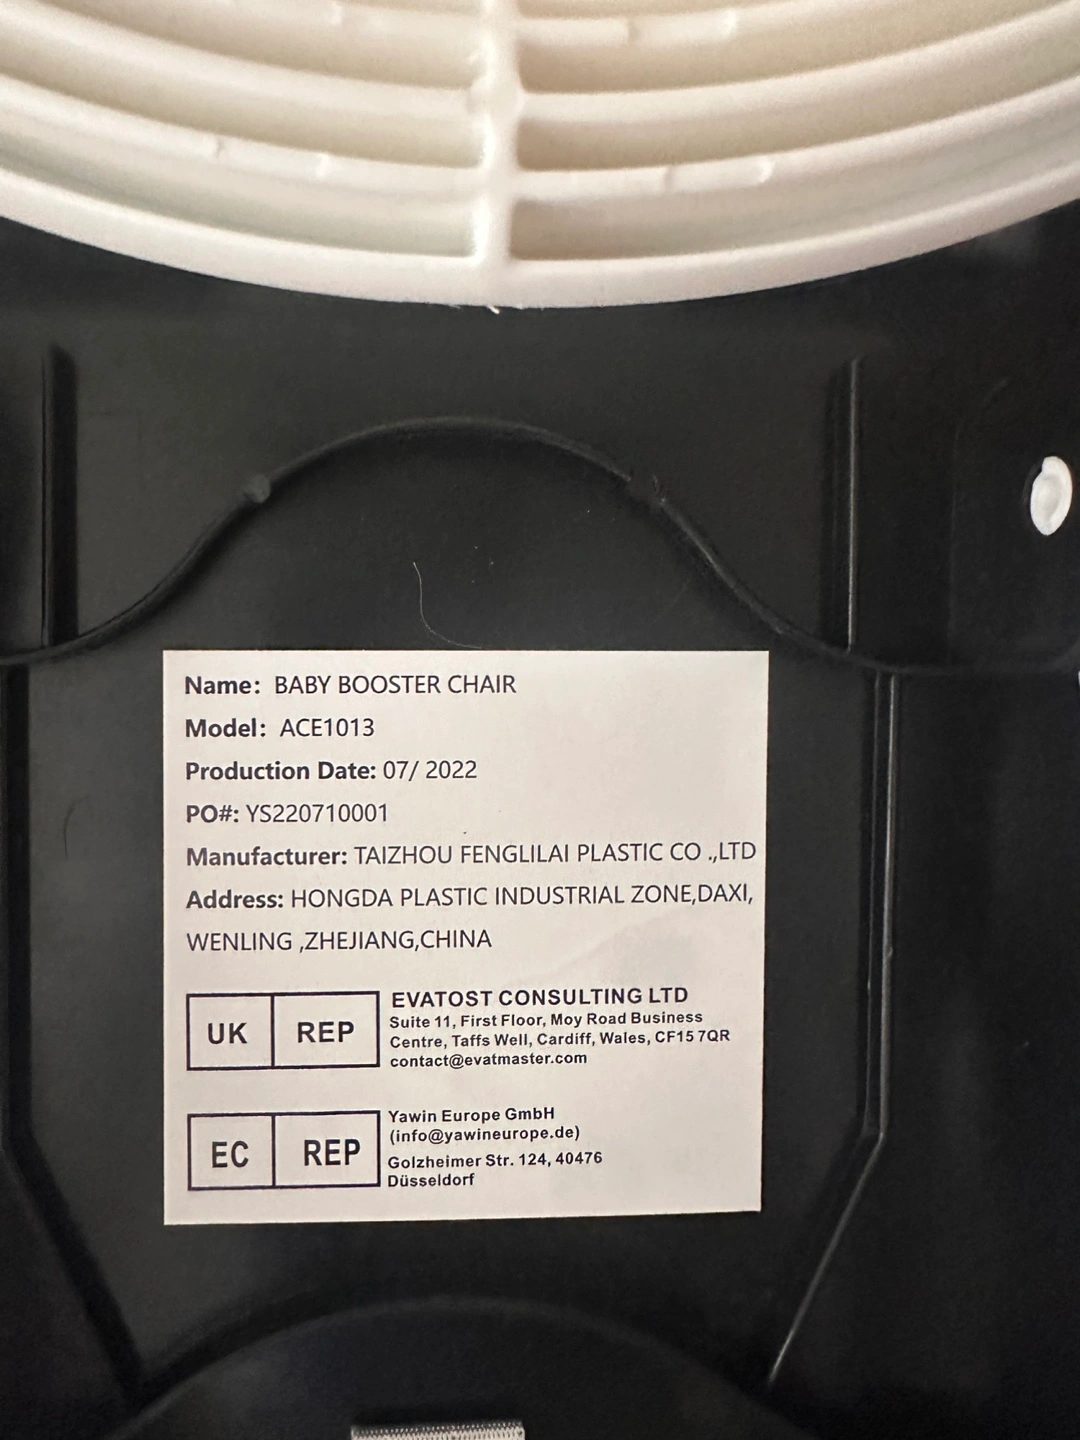 Name: BABY BOOSTER CHAIR
Model: ACE1013
Production Date: 07/ 2022
PO#: YS220710001
Manufacturer: TAIZHOU FENGLILAI PLASTIC CO .,LTD
Address: HONGDA PLASTIC INDUSTRIAL ZONE,DAXI,
WENLING ,ZHEJIANG,CHINA
UK REP
EVATOST CONSULTING LTD
Suite 11, First Floor, Moy Road Business
Centre, Taffs Well, Cardiff, Wales, CF15 7QR
contact@evatmaster.com
EC REP
Yawin Europe GmbH
(info@yawineurope.de)
Golzheimer Str. 124, 40476
Düsseldorf